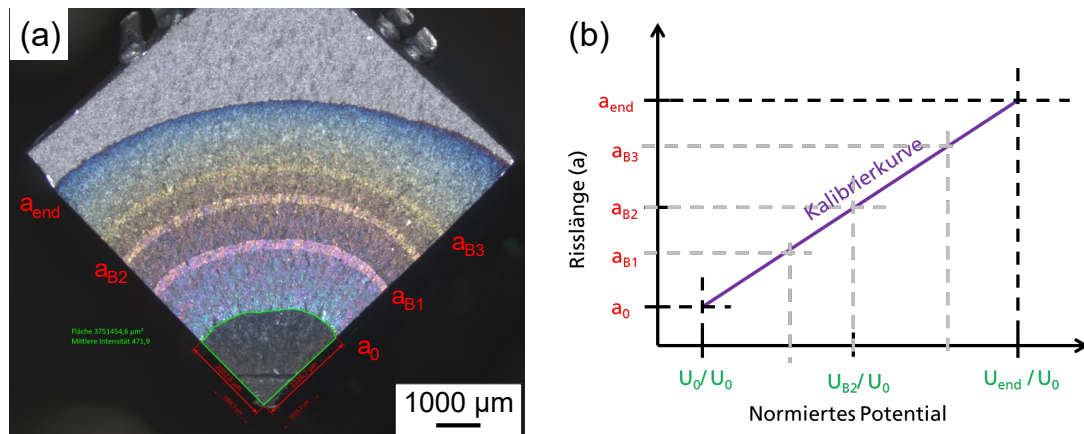 (a)
a_end
a_B2
a_B3
a_B1
a_0
Fläche 3751454,6 µm²
Mittlere Intensität 471,9
1000 µm
(b)
Risslänge (a)
a_end
a_B3
a_B2
a_B1
a_0
Kalibrierkurve
U_0/ U_0
U_B2/ U_0
U_end / U_0
Normiertes Potential